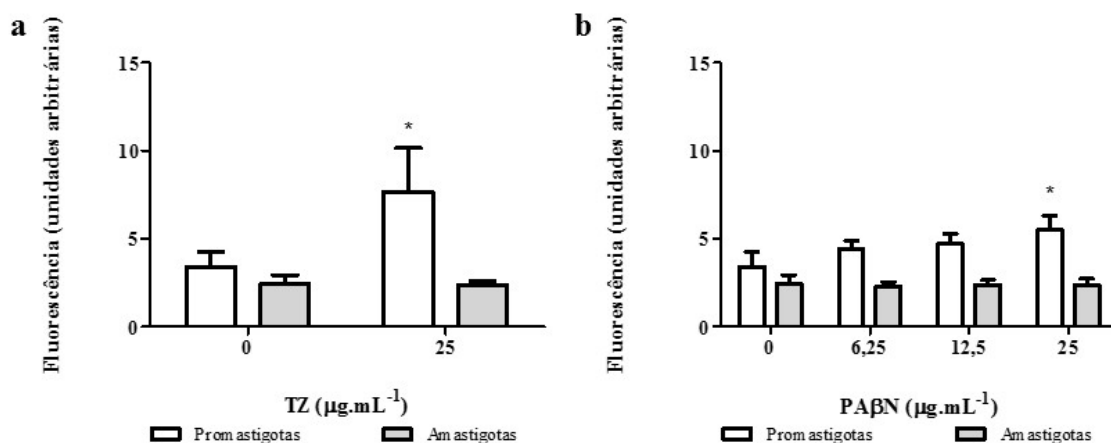 a
Fluorescência (unidades arbitrárias)
15
10
5
0
*
0 25
TZ (µg.mL⁻¹)
Promastigotas Amastigotas
b
Fluorescência (unidades arbitrárias)
15
10
5
0
*
0 6,25 12,5 25
PAβN (µg.mL⁻¹)
Promastigotas Amastigotas